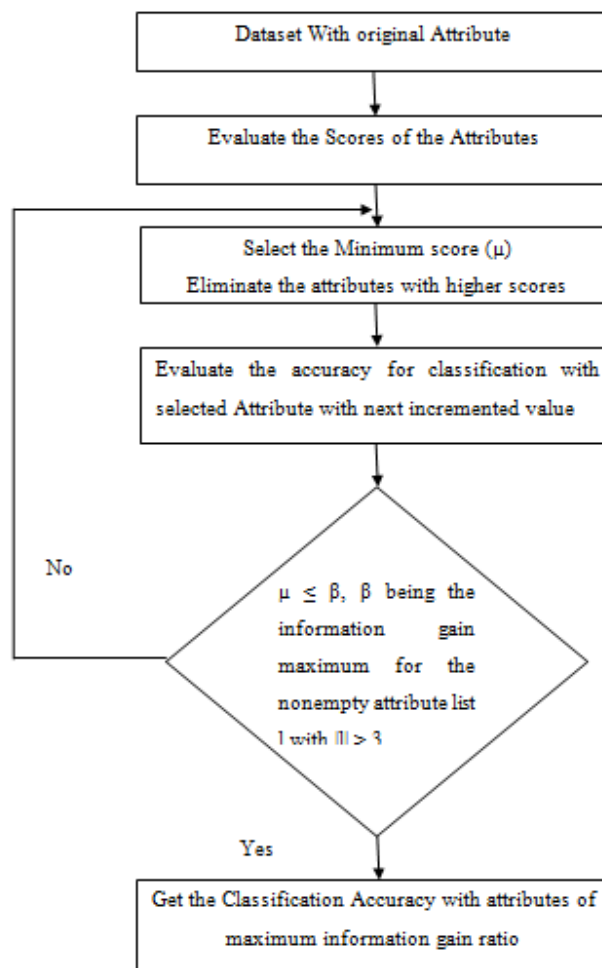 Dataset With original Attribute
Evaluate the Scores of the Attributes
Select the Minimum score (μ)
Eliminate the attributes with higher scores
Evaluate the accuracy for classification with
selected Attribute with next incremented value
No
μ ≤ β, β being the
information gain
maximum for the
nonempty attribute list
l with |l| > 3
Yes
Get the Classification Accuracy with attributes of
maximum information gain ratio